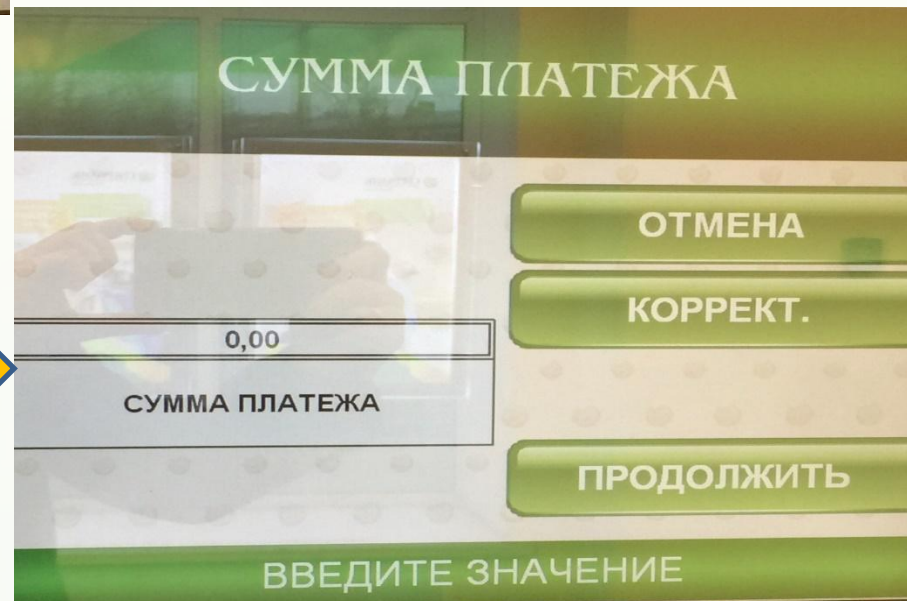 СУММА ПЛАТЕЖА
ОТМЕНА
КОРРЕКТ.
0,00
СУММА ПЛАТЕЖА
ПРОДОЛЖИТЬ
ВВЕДИТЕ ЗНАЧЕНИЕ